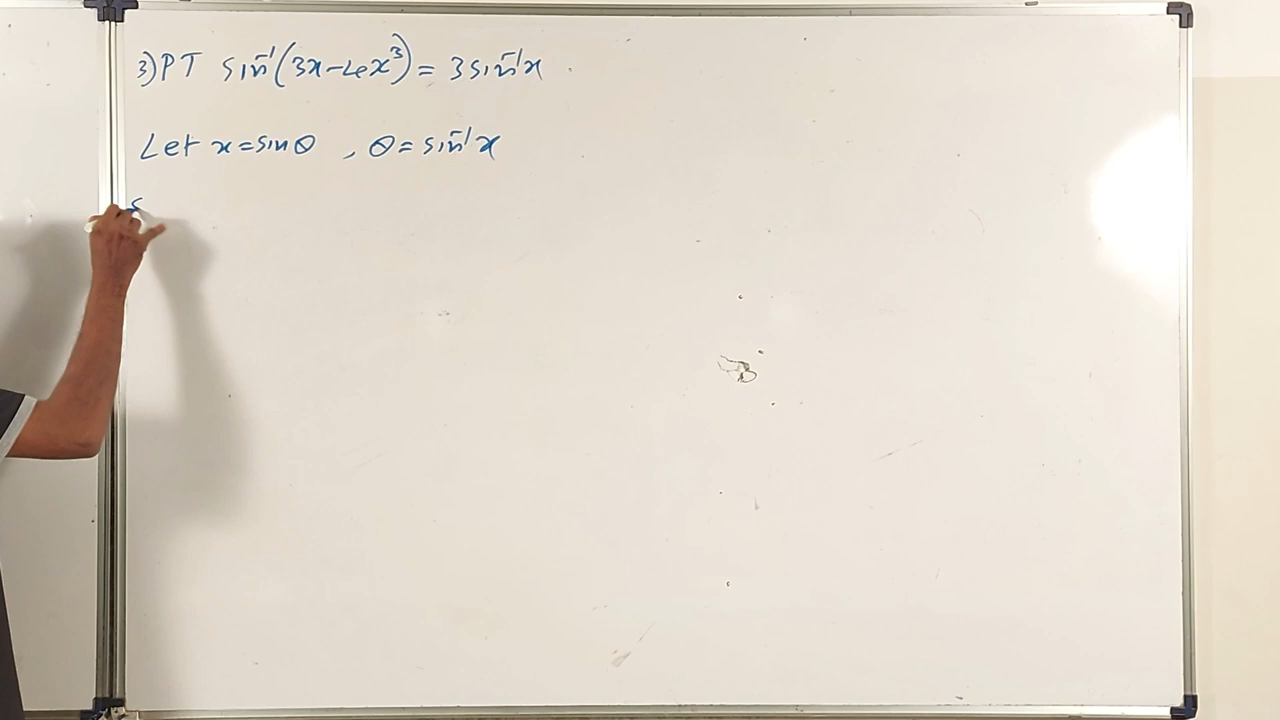 3) PT sin⁻¹(3x-4x³) = 3sin⁻¹x
Let x = sinθ , θ = sin⁻¹x
s